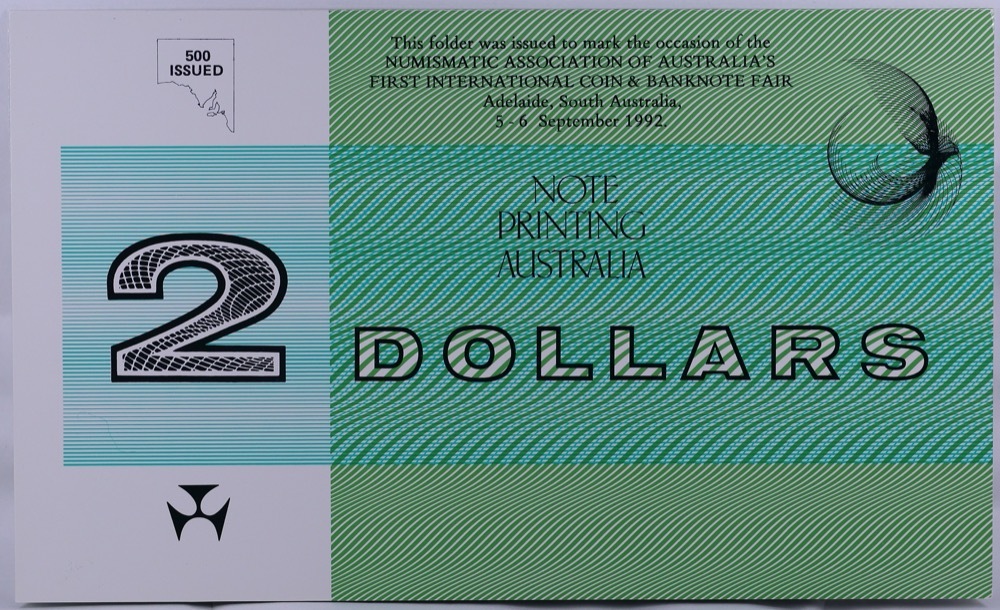 500
ISSUED
This folder was issued to mark the occasion of the
NUMISMATIC ASSOCIATION OF AUSTRALIA'S
FIRST INTERNATIONAL COIN & BANKNOTE FAIR
Adelaide, South Australia,
5 - 6 September 1992.
NOTE
PRINTING
AUSTRALIA
2
DOLLARS